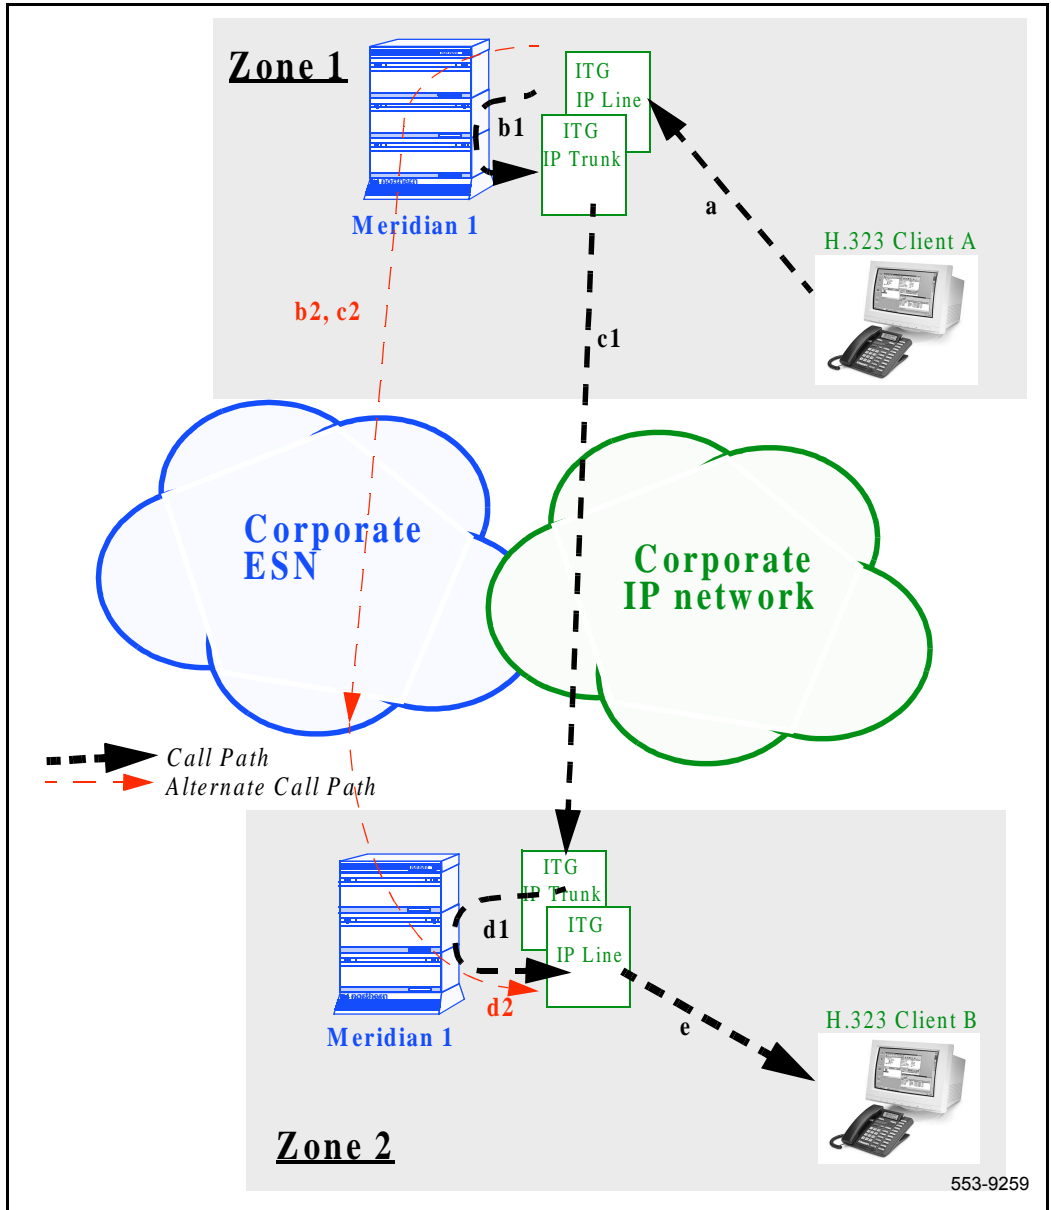 Zone 1
ITG
IP Line
b1
ITG
IP Trunk
northern
Meridian 1
a
H.323 Client A
b2, c2
c1
Corporate
ESN
Corporate
IP network
Call Path
Alternate Call Path
ITG
IP Trunk
d1
ITG
IP Line
northern
d2
Meridian 1
e
H.323 Client B
Zone 2
553-9259